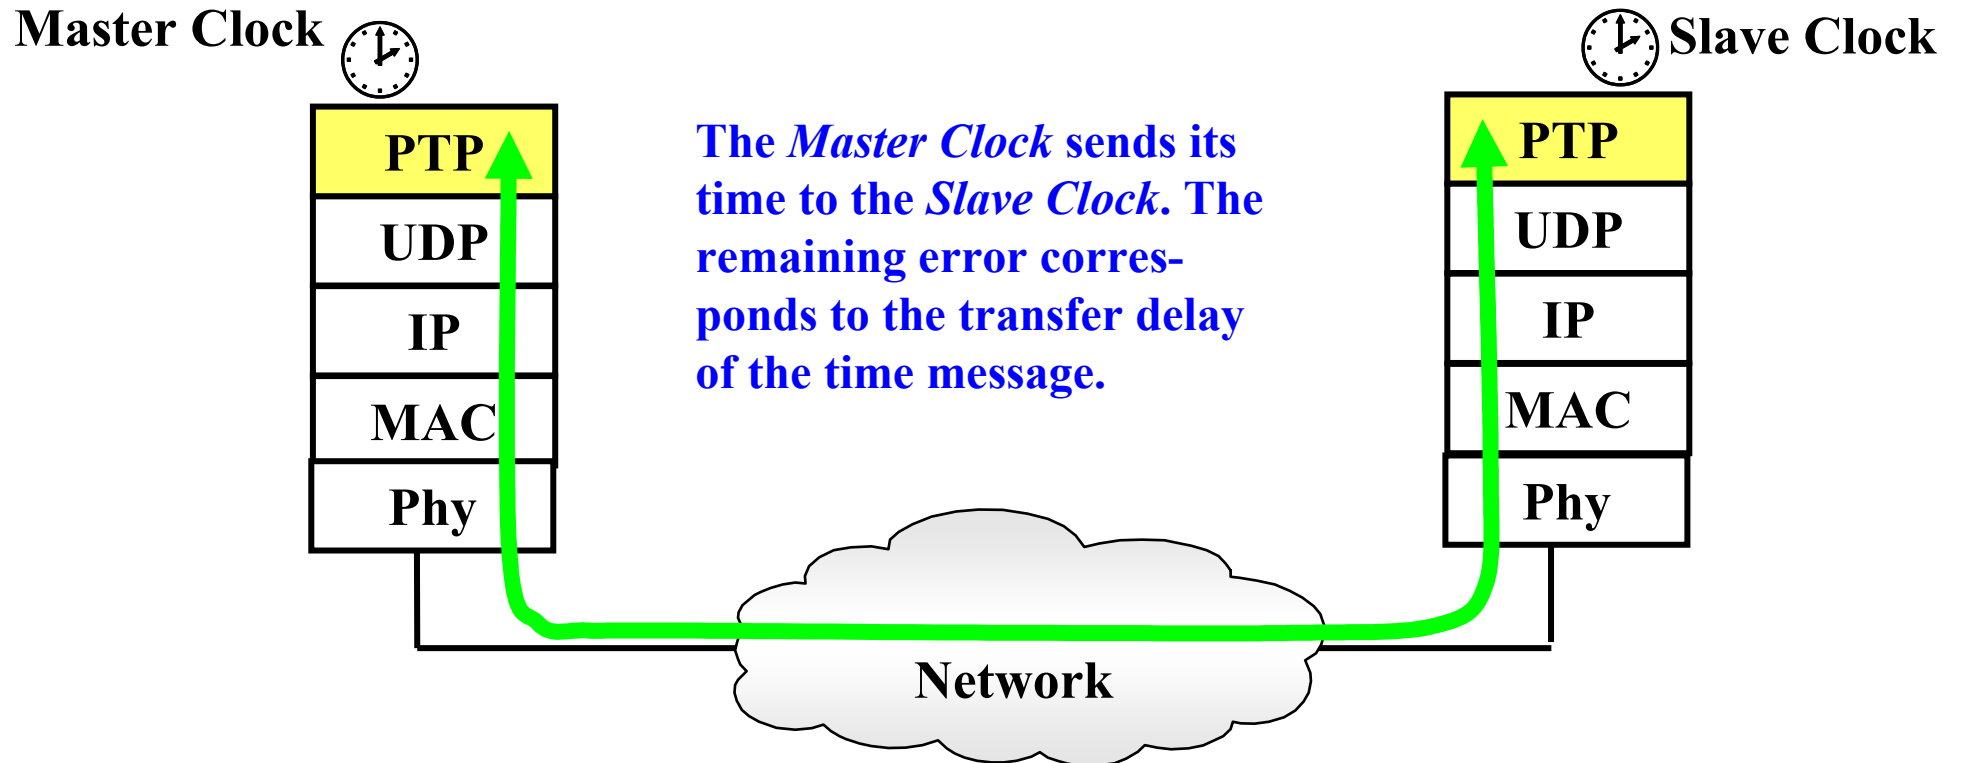 Master Clock
Slave Clock
PTP
UDP
IP
MAC
Phy
The Master Clock sends its
time to the Slave Clock. The
remaining error corres-
ponds to the transfer delay
of the time message.
PTP
UDP
IP
MAC
Phy
Network